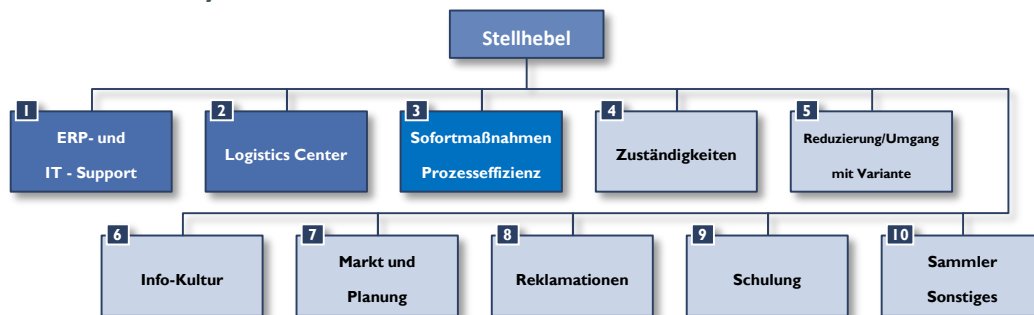 Stellhebel
1
ERP- und
IT - Support
2
Logistics Center
3
Sofortmaßnahmen
Prozesseffizienz
4
Zuständigkeiten
5
Reduzierung/Umgang
mit Variante
6
Info-Kultur
7
Markt und
Planung
8
Reklamationen
9
Schulung
10
Sammler
Sonstiges